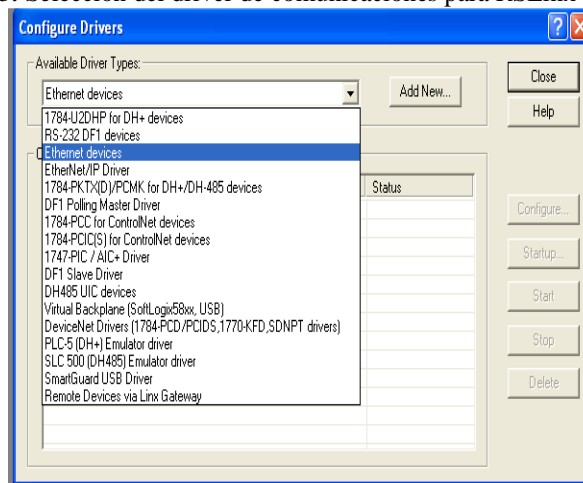 Selección del driver de comunicaciones para RSLinx
Configure Drivers
Available Driver Types:
Ethernet devices
Add New...
Close
Help
1784-U2DHP for DH+ devices
RS-232 DF1 devices
Ethernet devices
EtherNet/IP Driver
1784-PKTX(D)/PCMK for DH+/DH-485 devices
DF1 Polling Master Driver
1784-PCC for ControlNet devices
1784-PCIC(S) for ControlNet devices
1747-PIC / AIC+ Driver
DF1 Slave Driver
DH485 UIC devices
Virtual Backplane (SoftLogix58xx, USB)
DeviceNet Drivers (1784-PCD/PCIDS,1770-KFD,SDNPT drivers)
PLC-5 (DH+) Emulator driver
SLC 500 (DH485) Emulator driver
SmartGuard USB Driver
Remote Devices via Linx Gateway
Status
Configure...
Startup...
Start
Stop
Delete